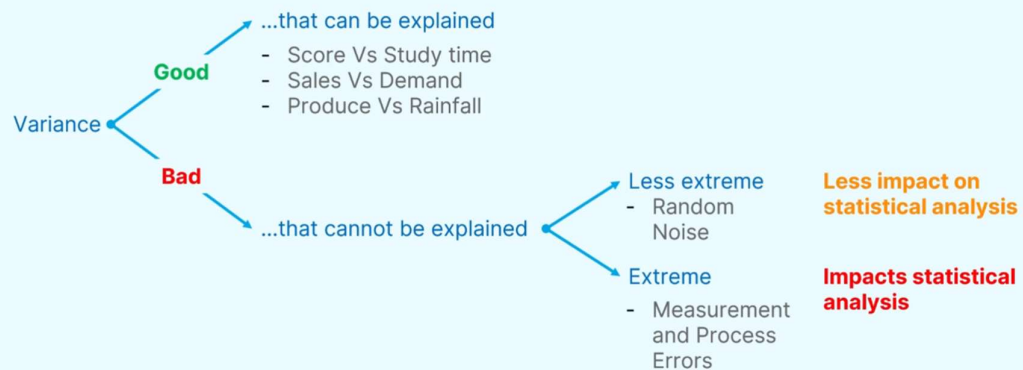 ...that can be explained
- Score Vs Study time
- Sales Vs Demand
- Produce Vs Rainfall
Good
Variance
Bad
...that cannot be explained
Less extreme
- Random
Noise
Less impact on
statistical analysis
Extreme
- Measurement
and Process
Errors
Impacts statistical
analysis